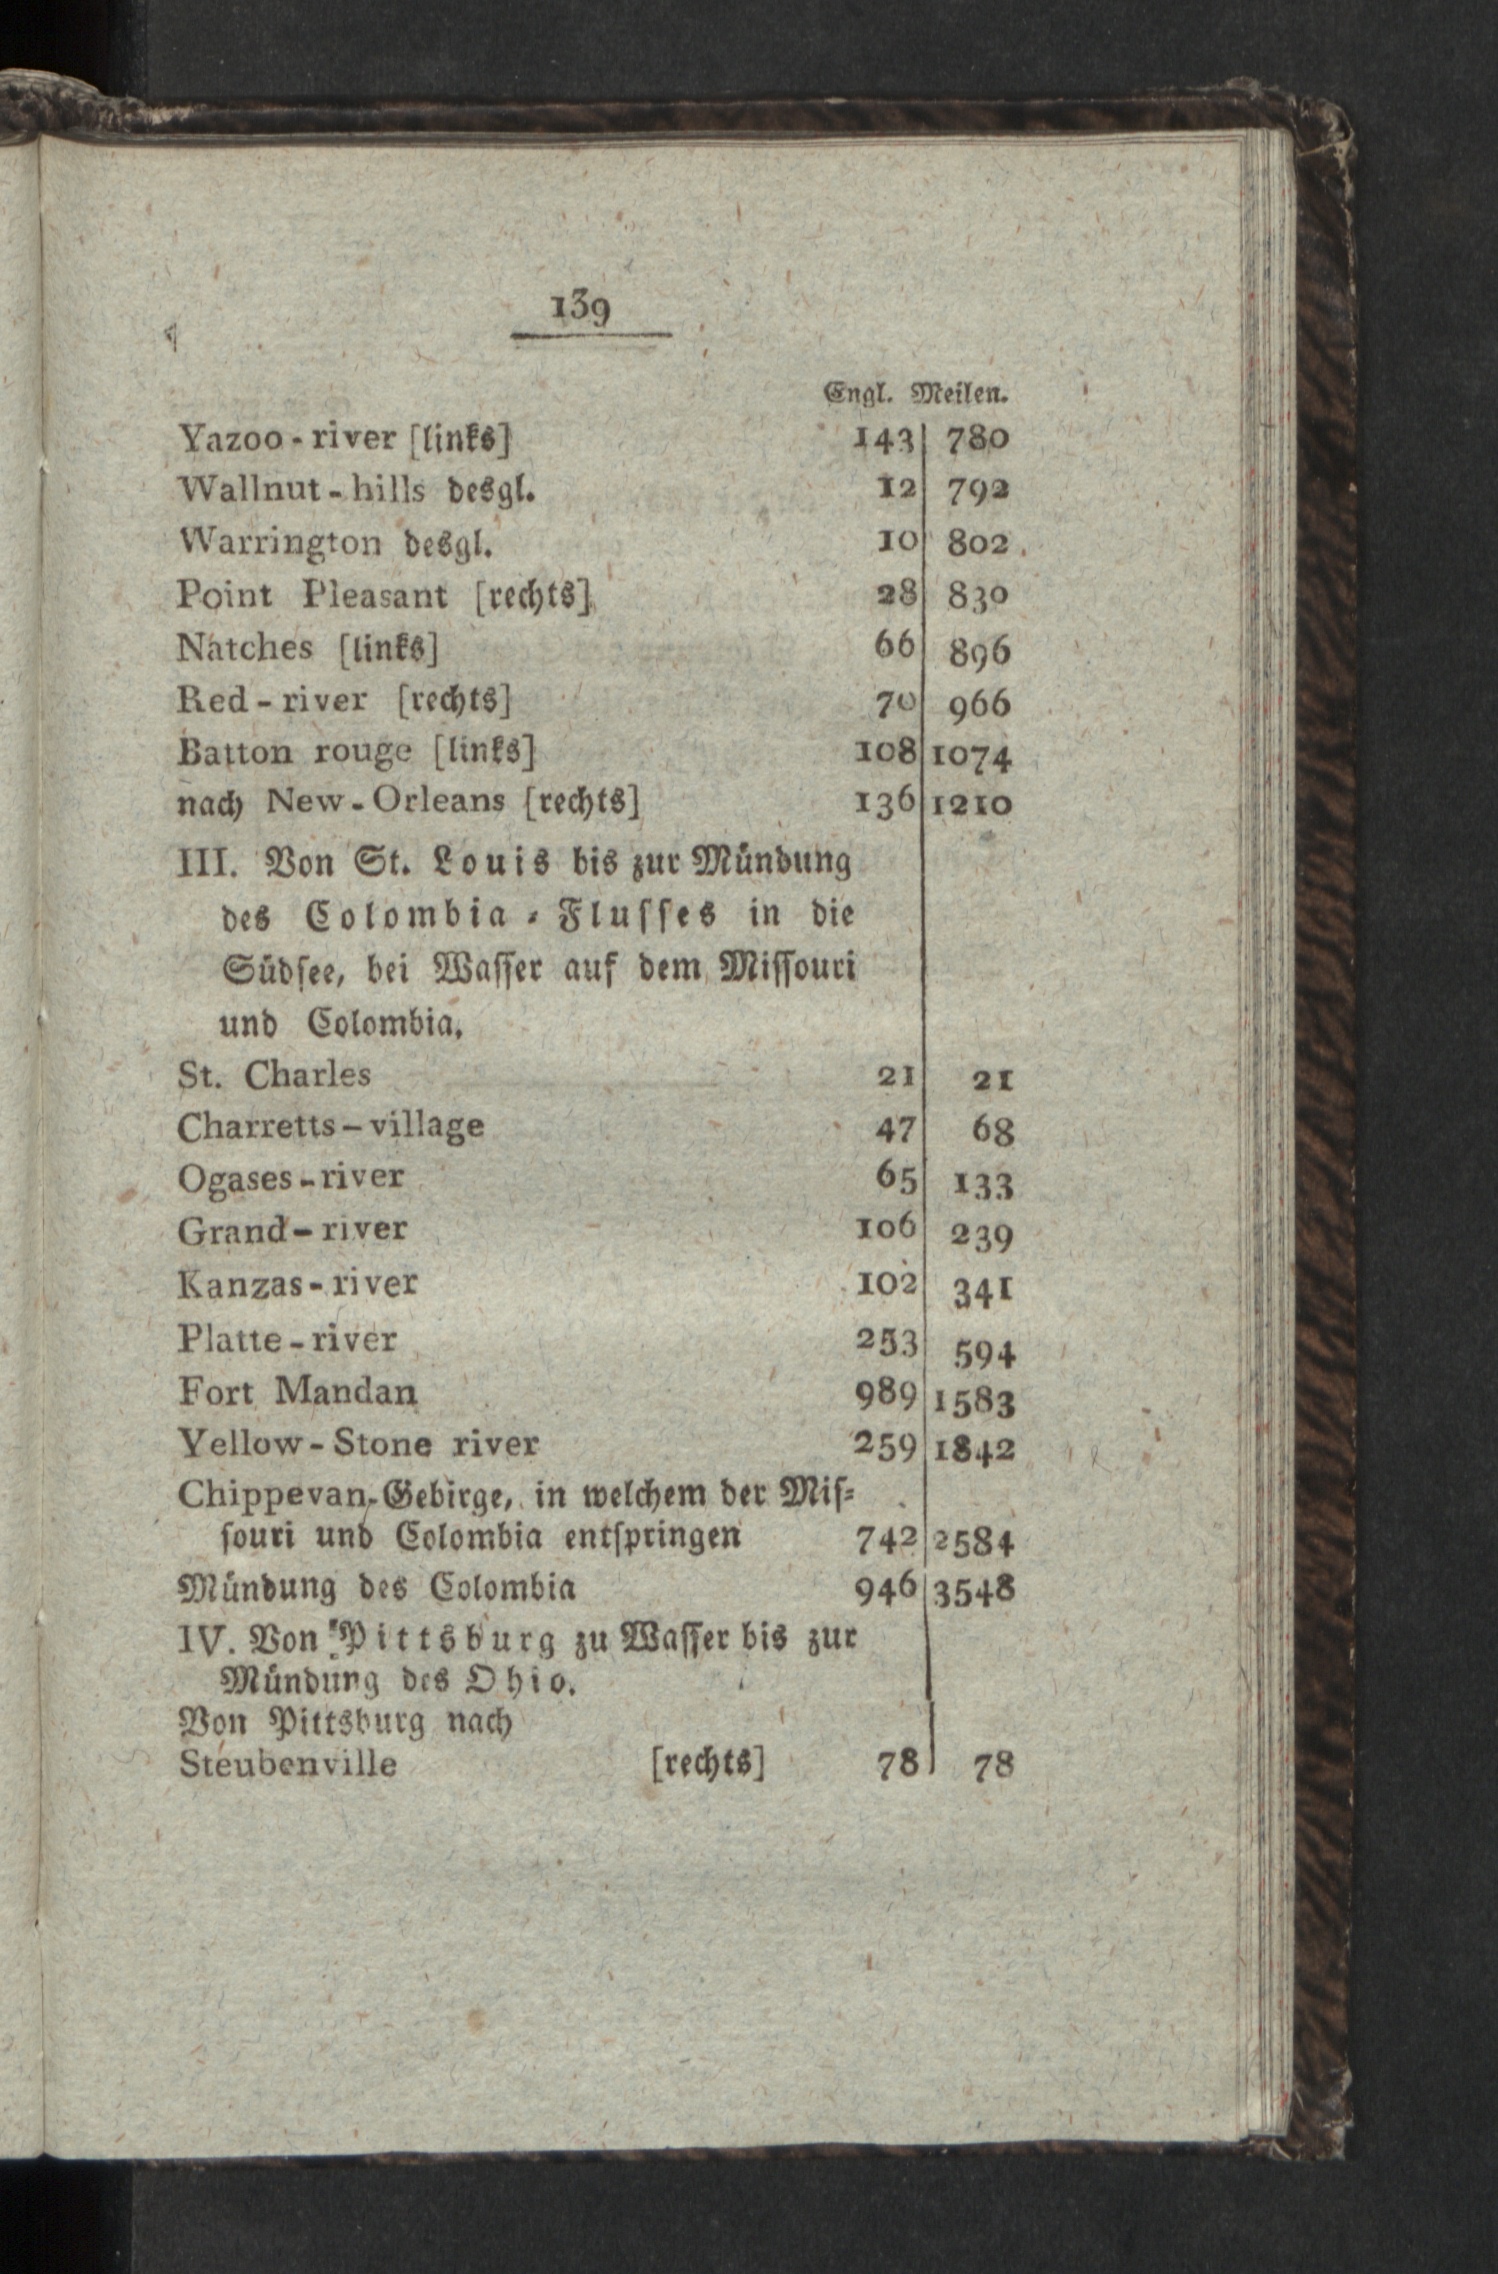 139
Engl. Meilen.
Yazoo-river [links] 143 780
Wallnut-hills desgl. 12 792
Warrington desgl. 10 802
Point Pleasant [rechts] 28 830
Natches [links] 66 896
Red-river [rechts] 70 966
Batton rouge [links] 108 1074
nach New-Orleans [rechts] 136 1210
III. Von St. Louis bis zur Mündung
des Colombia-Flusses in die
Südsee, bei Wasser auf dem Missouri
und Colombia.
St. Charles 21 21
Charretts-village 47 68
Ogases-river 65 133
Grand-river 106 239
Kanzas-river 102 341
Platte-river 253 594
Fort Mandan 989 1583
Yellow-Stone river 259 1842
Chippevan-Gebirge, in welchem der Mis-
souri und Colombia entspringen 742 2584
Mündung des Colombia 946 3548
IV. Von Pittsburg zu Wasser bis zur
Mündung des Ohio.
Von Pittsburg nach
Steubenville [rechts] 78 78